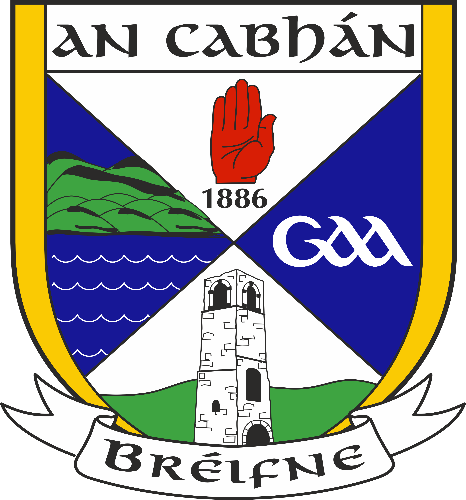 AN CABHÁN
1886
GAA
BRÉIFNE